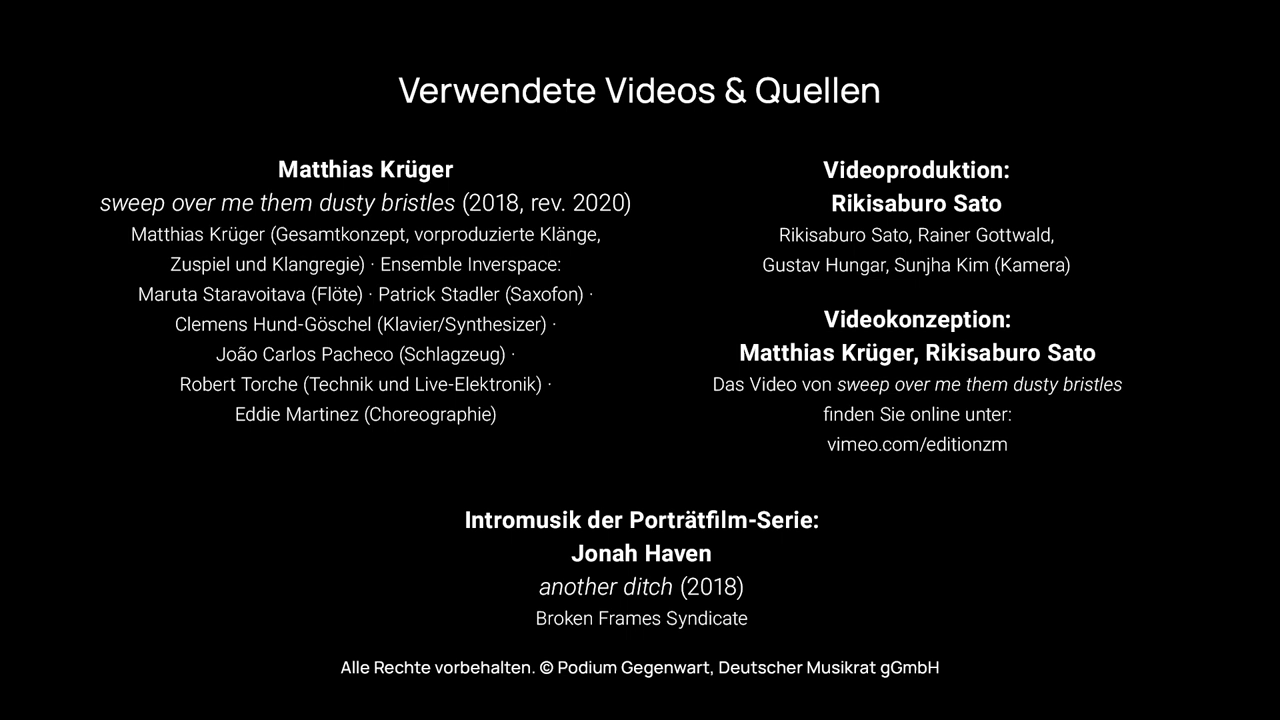 Verwendete Videos & Quellen
Matthias Krüger
sweep over me them dusty bristles (2018, rev. 2020)
Matthias Krüger (Gesamtkonzept, vorproduzierte Klänge,
Zuspiel und Klangregie) · Ensemble Inverspace:
Maruta Staravoitava (Flöte) · Patrick Stadler (Saxofon) ·
Clemens Hund-Göschel (Klavier/Synthesizer) ·
João Carlos Pacheco (Schlagzeug) ·
Robert Torche (Technik und Live-Elektronik) ·
Eddie Martinez (Choreographie)
Videoproduktion:
Rikisaburo Sato
Rikisaburo Sato, Rainer Gottwald,
Gustav Hungar, Sunjha Kim (Kamera)
Videokonzeption:
Matthias Krüger, Rikisaburo Sato
Das Video von sweep over me them dusty bristles
finden Sie online unter:
vimeo.com/editionzm
Intromusik der Porträtfilm-Serie:
Jonah Haven
another ditch (2018)
Broken Frames Syndicate
Alle Rechte vorbehalten. © Podium Gegenwart, Deutscher Musikrat gGmbH